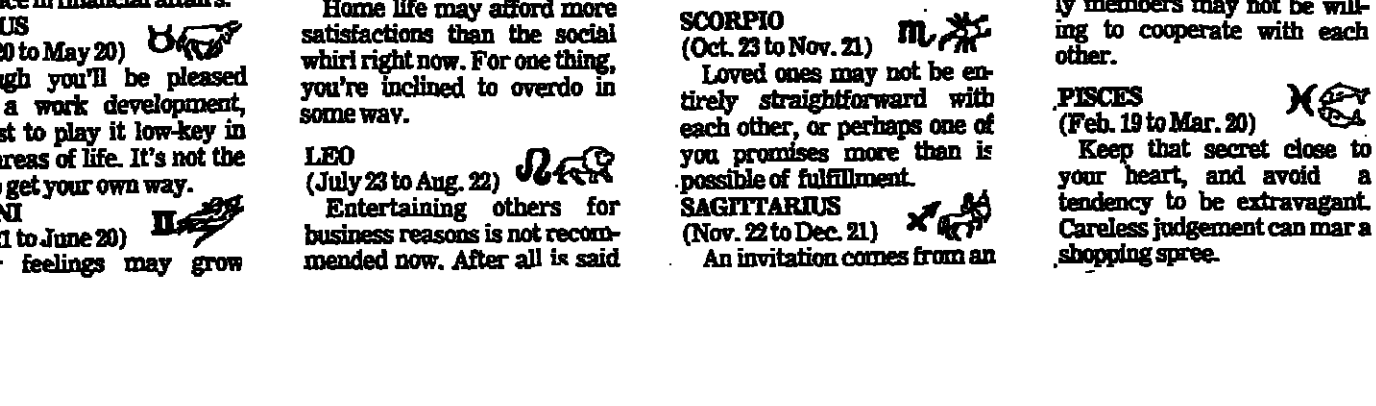 US
0 to May 20)
gh you'll be pleased
a work development,
st to play it low-key in
reas of life. It's not the
get your own way.
NI
1 to June 20)
feelings may grow
Home life may afford more
satisfactions than the social
whirl right now. For one thing,
you're inclined to overdo in
some way.
LEO
(July 23 to Aug. 22)
Entertaining others for
business reasons is not recom-
mended now. After all is said
SCORPIO
(Oct. 23 to Nov. 21)
Loved ones may not be en-
tirely straightforward with
each other, or perhaps one of
you promises more than is
possible of fulfillment.
SAGITTARIUS
(Nov. 22 to Dec. 21)
An invitation comes from an
ly members may not be will-
ing to cooperate with each
other.
PISCES
(Feb. 19 to Mar. 20)
Keep that secret close to
your heart, and avoid a
tendency to be extravagant.
Careless judgement can mar a
shopping spree.